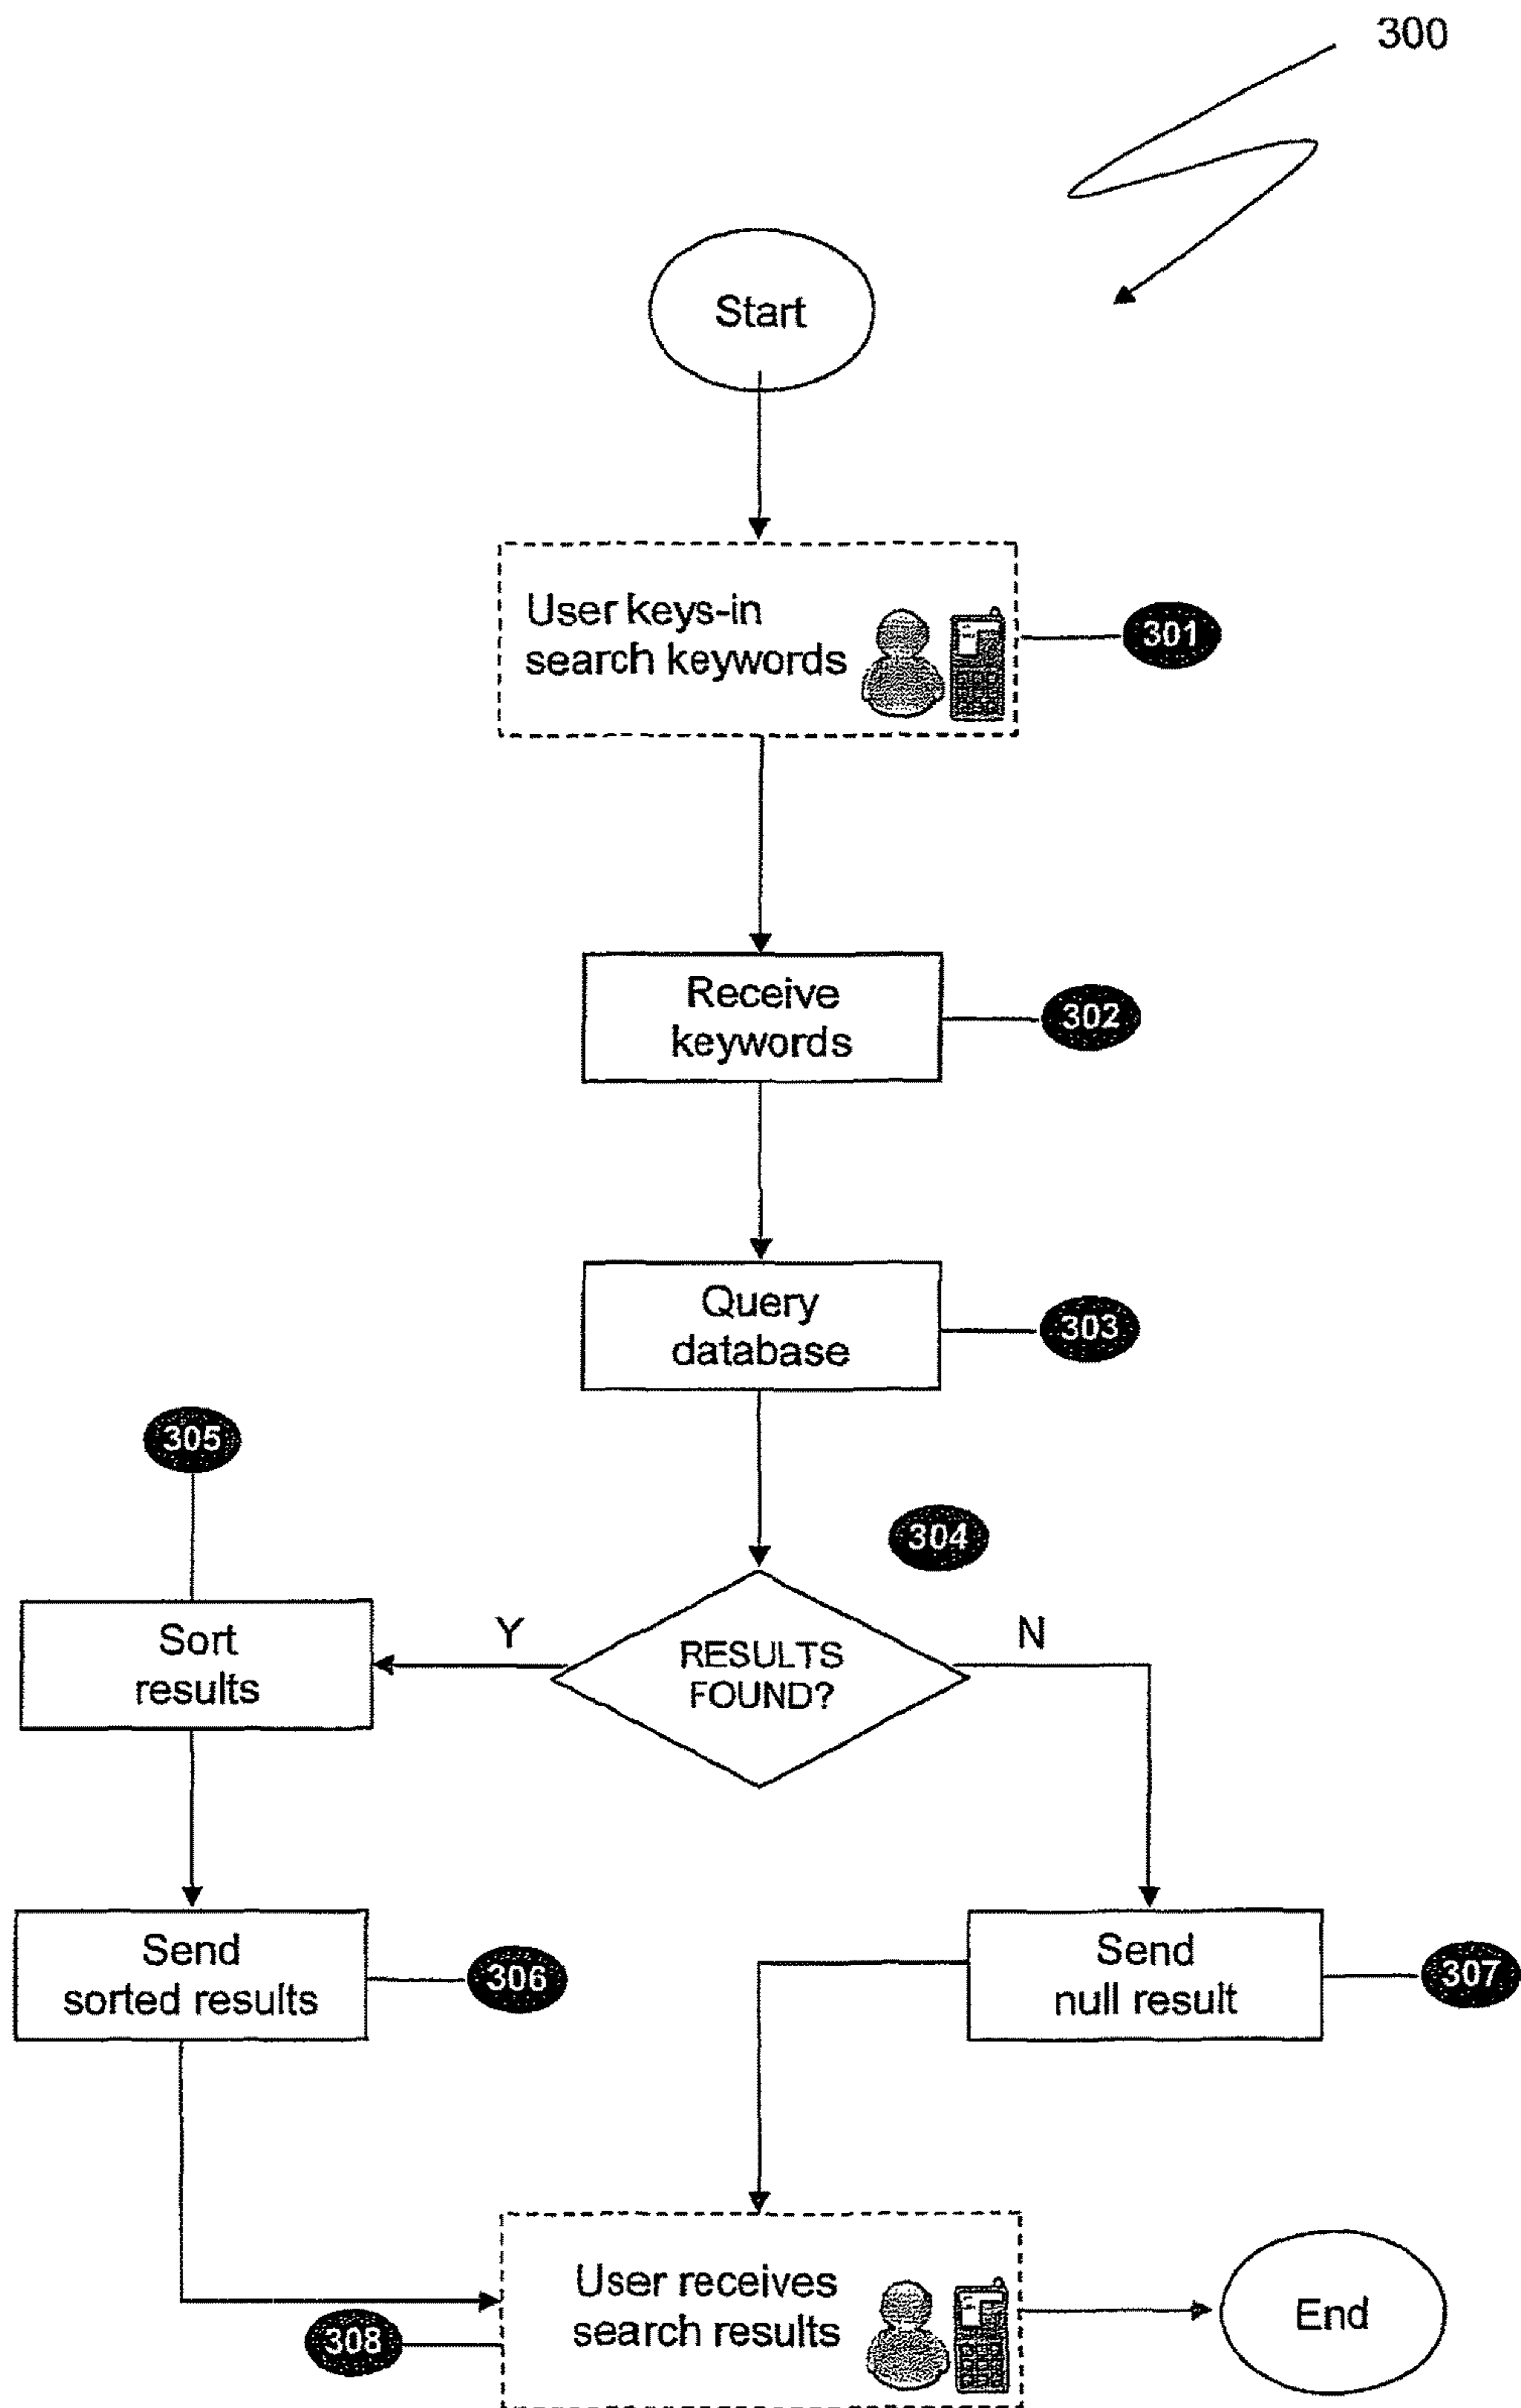 300
Start
User keys-in
search keywords
301
Receive
keywords
302
Query
database
303
305
304
Sort
results
Y
RESULTS
FOUND?
N
Send
sorted results
306
Send
null result
307
User receives
search results
308
End